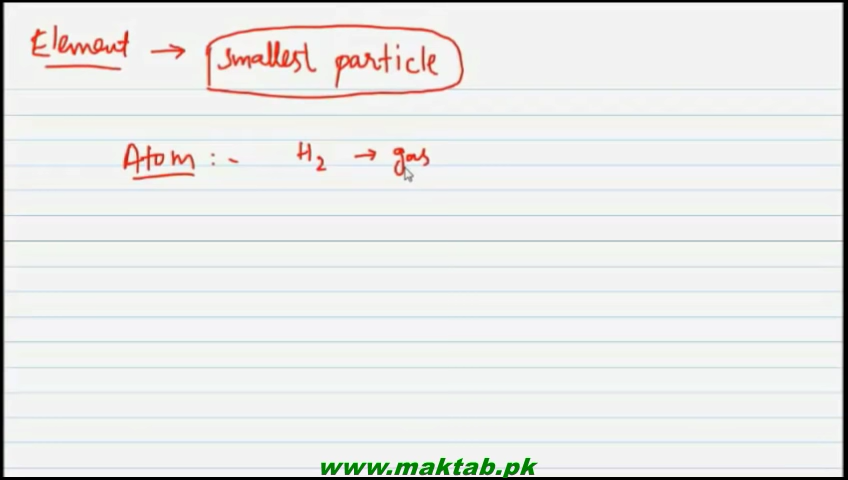 Element → Smallest particle
Atom :- H₂ → gas
www.maktab.pk